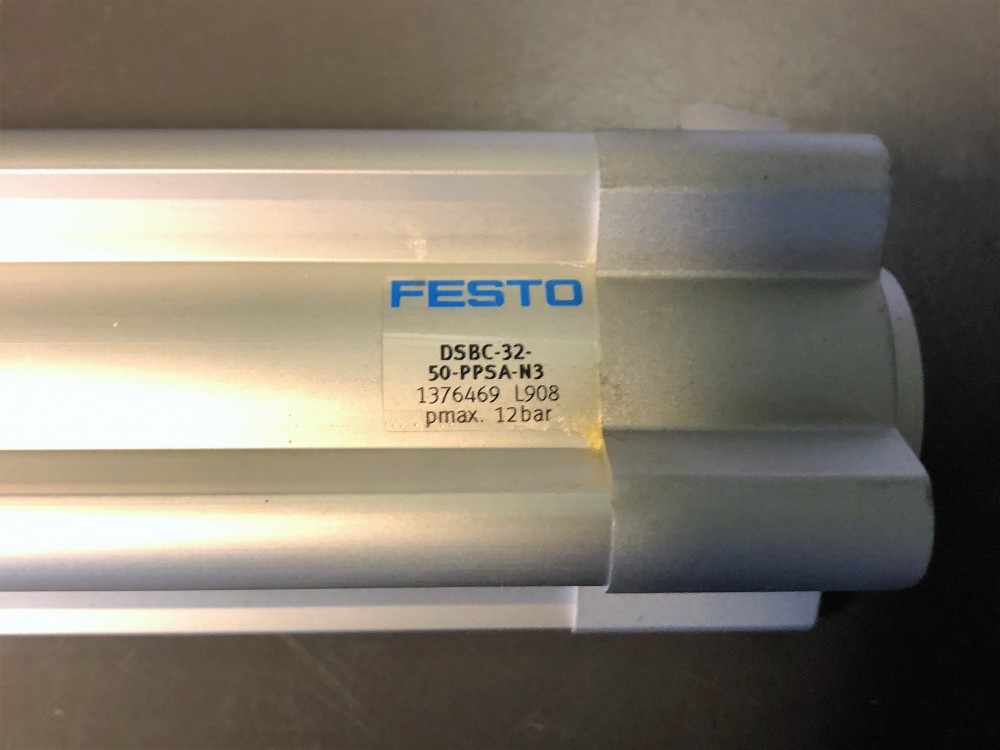 FESTO
DSBC-32-
50-PPSA-N3
1376469 L908
pmax. 12bar